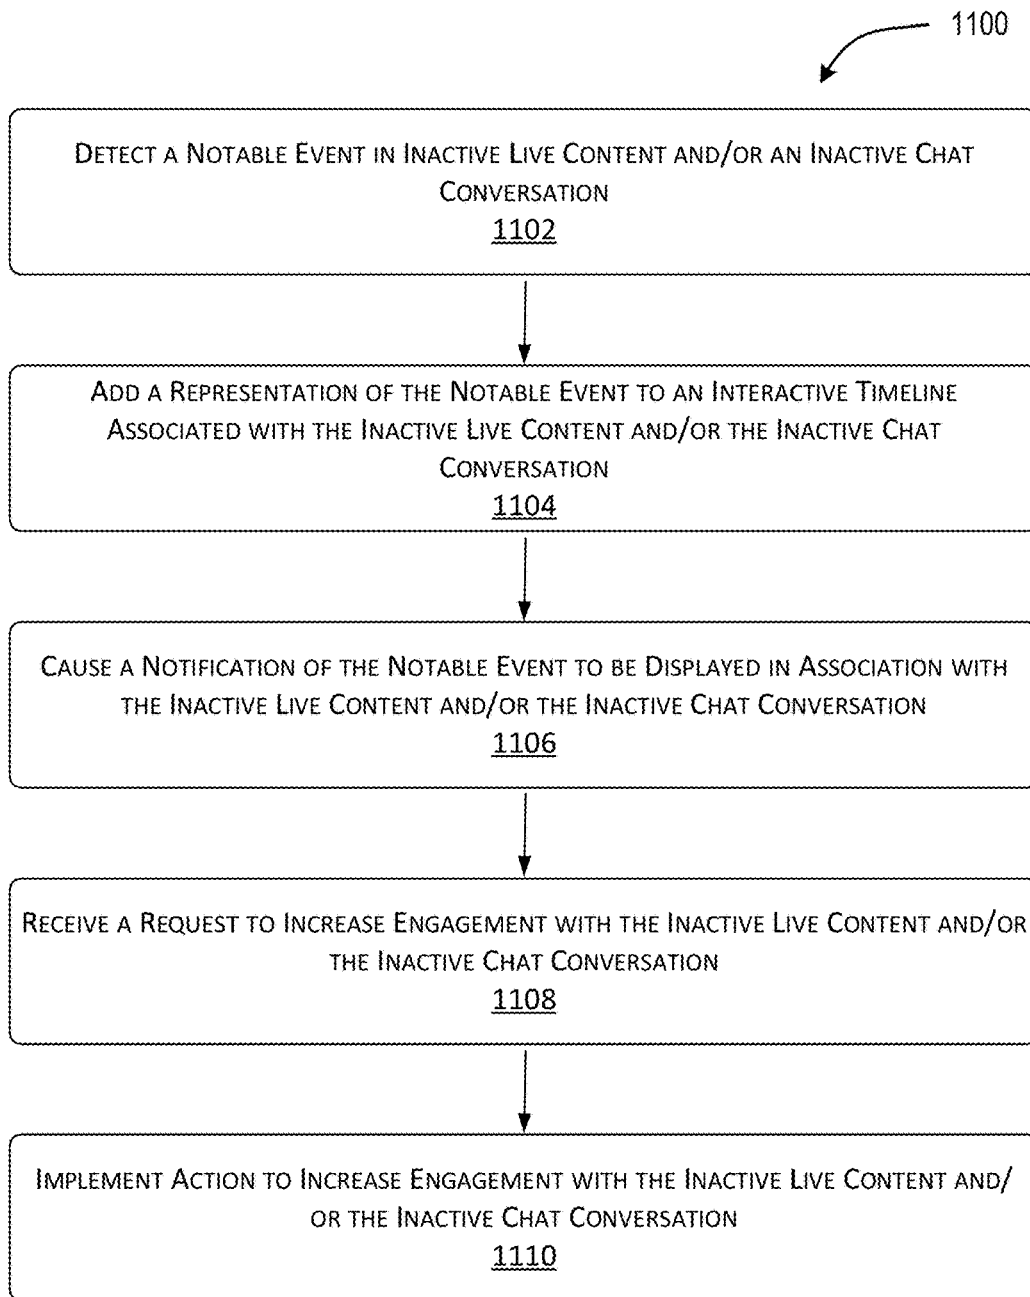 1100
Detect a Notable Event in Inactive Live Content and/or an Inactive Chat
Conversation
1102
Add a Representation of the Notable Event to an Interactive Timeline
Associated with the Inactive Live Content and/or the Inactive Chat
Conversation
1104
Cause a Notification of the Notable Event to be Displayed in Association with
the Inactive Live Content and/or the Inactive Chat Conversation
1106
Receive a Request to Increase Engagement with the Inactive Live Content and/or
the Inactive Chat Conversation
1108
Implement Action to Increase Engagement with the Inactive Live Content and/
or the Inactive Chat Conversation
1110